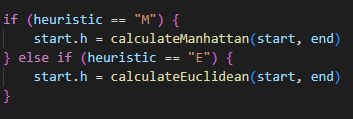 if (heuristic == "M") {
    start.h = calculateManhattan(start, end)
} else if (heuristic == "E") {
    start.h = calculateEuclidean(start, end)
}